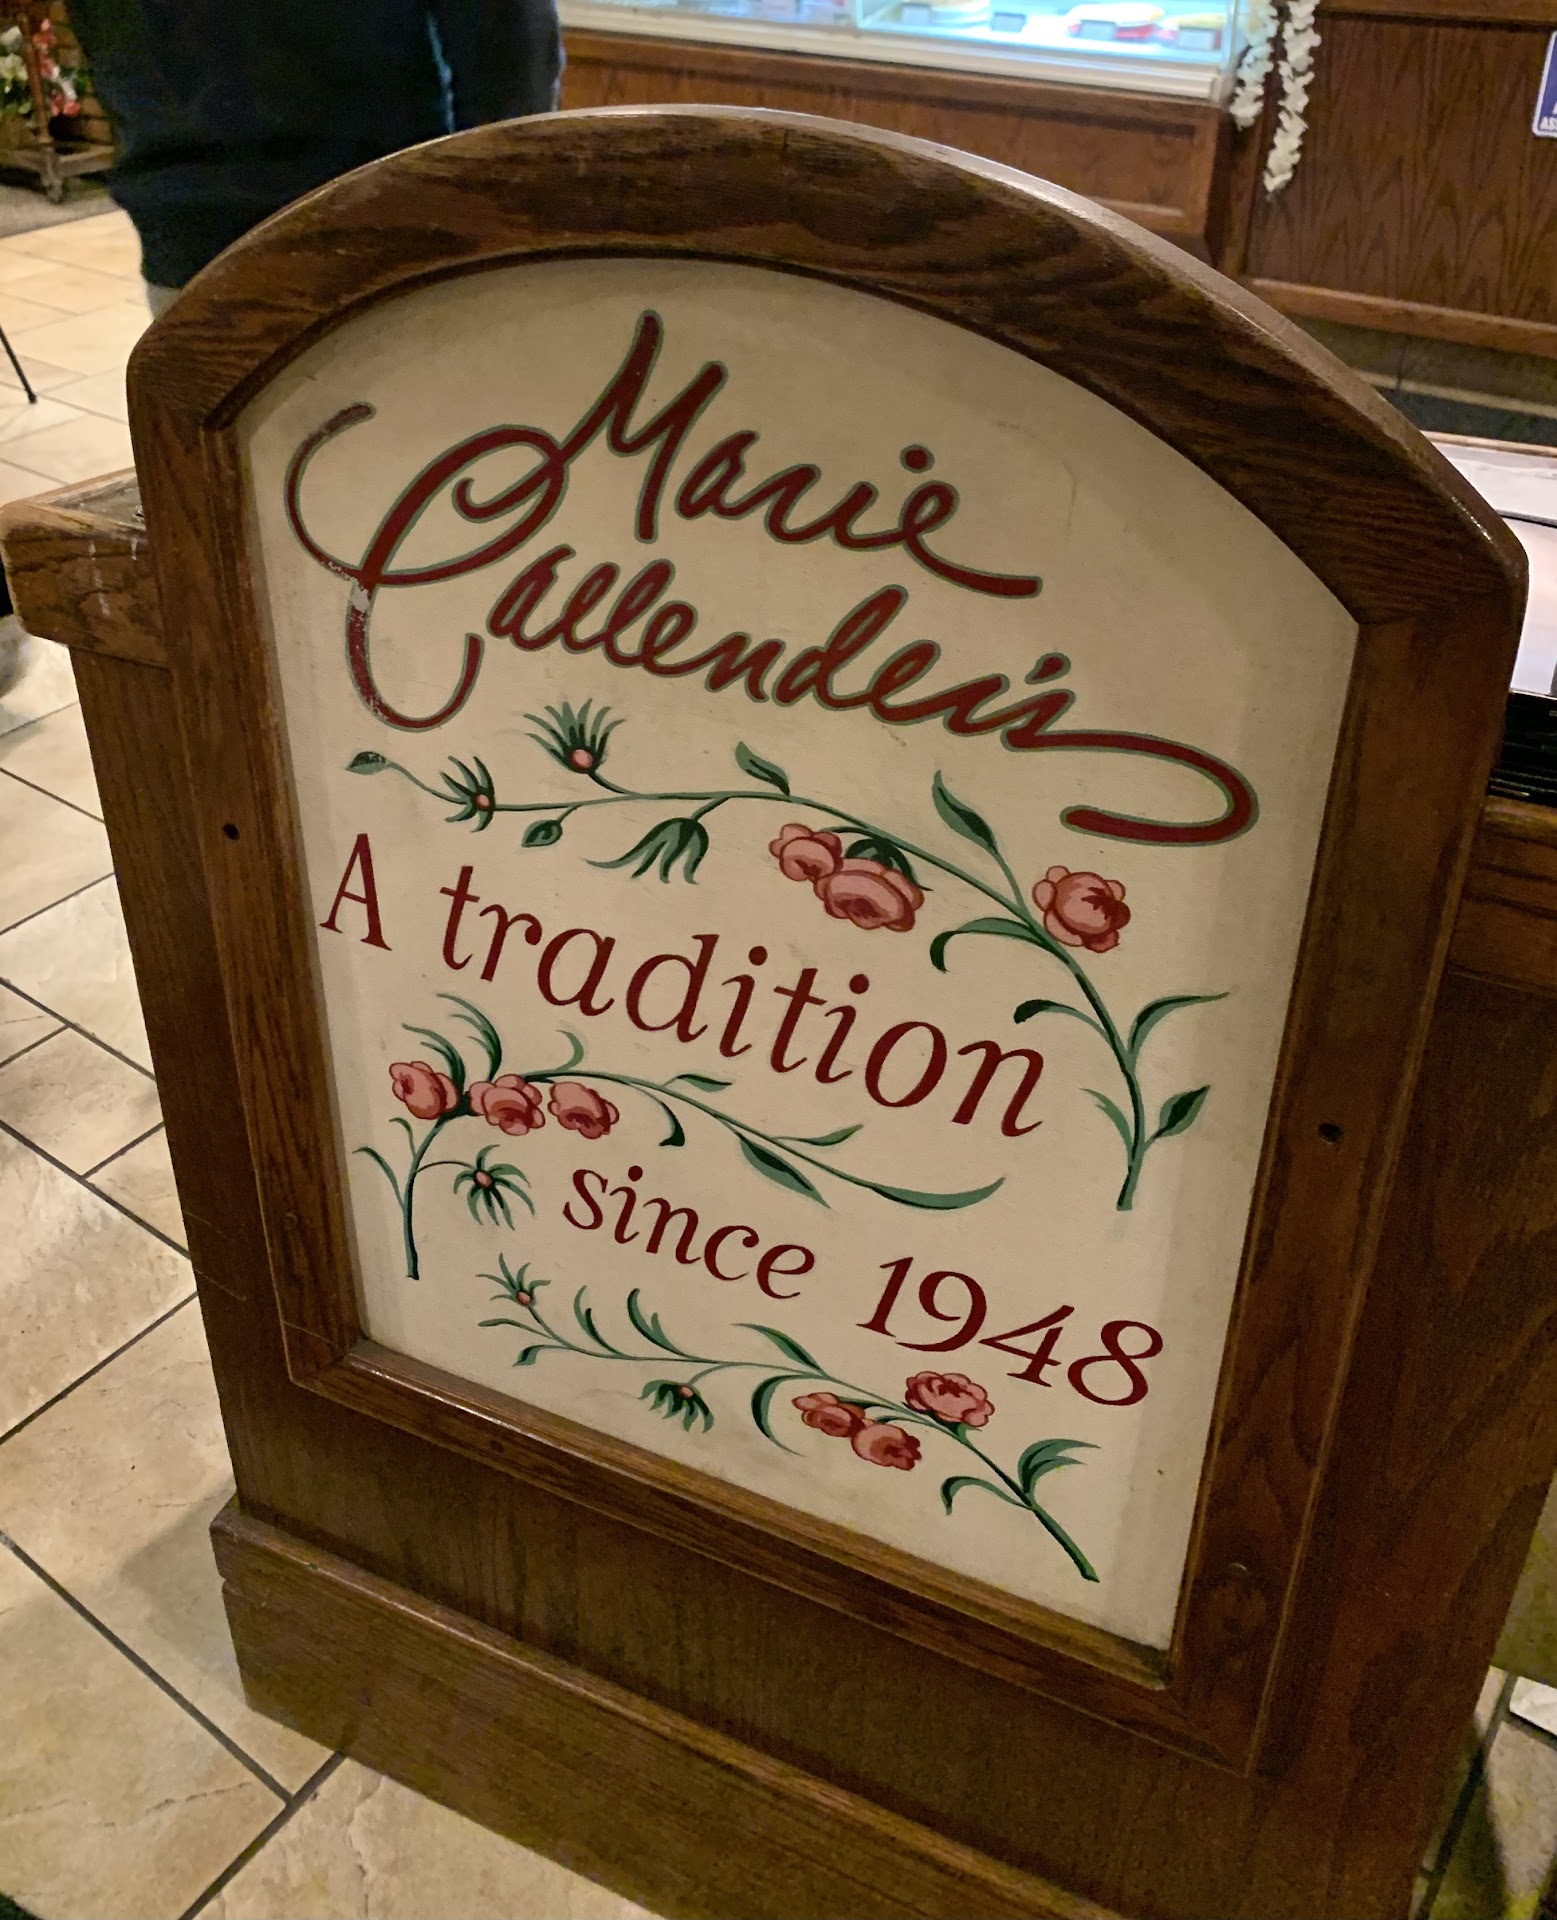 Marie
Callender's
A tradition
since 1948